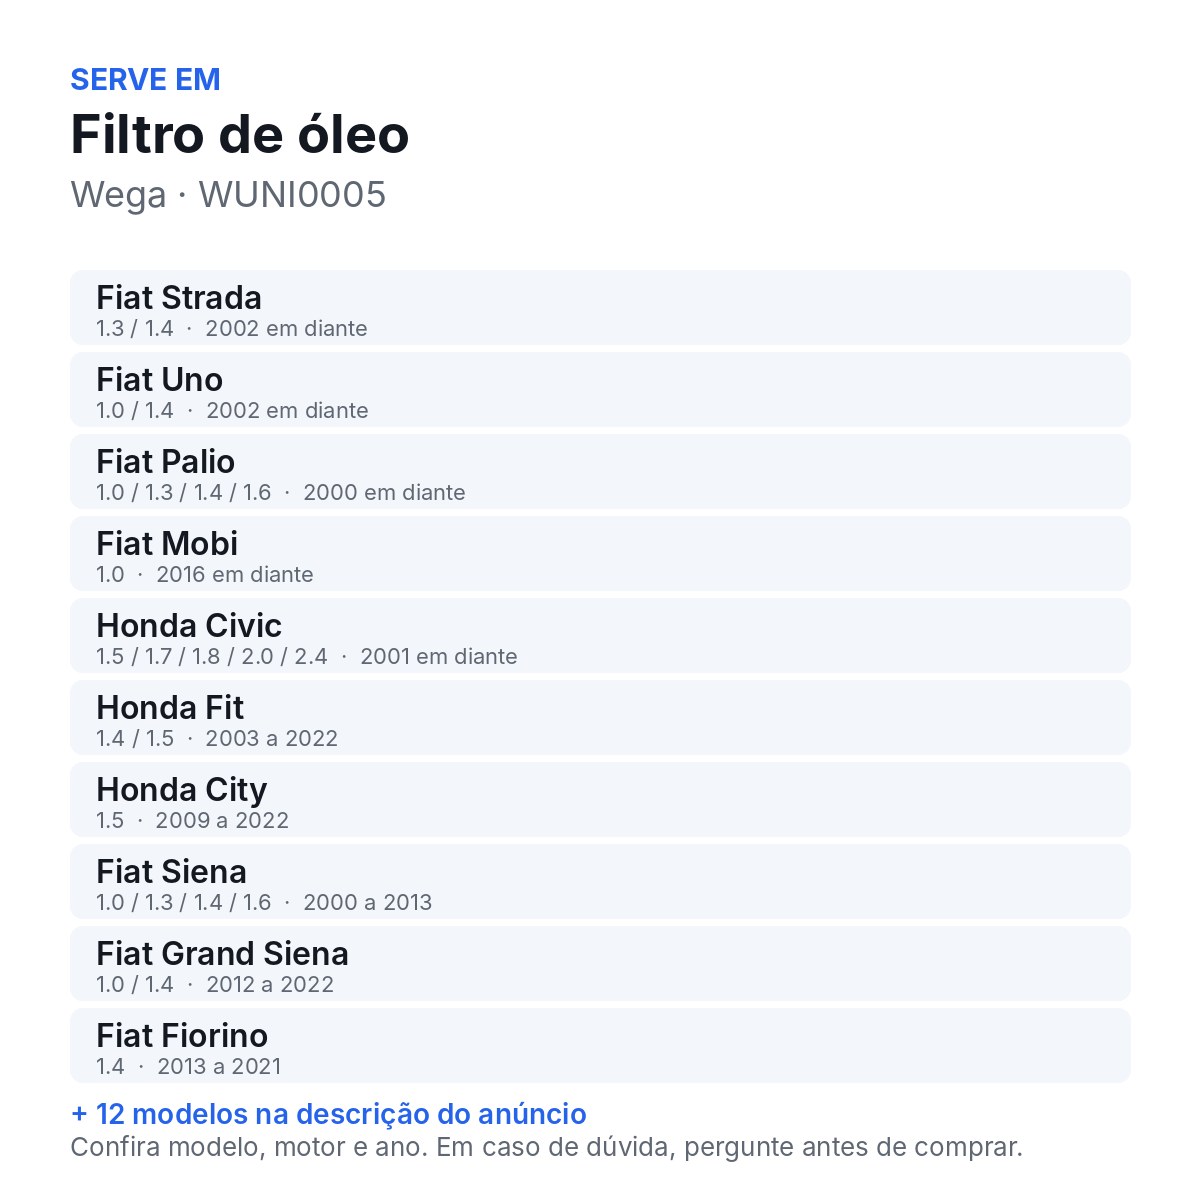 SERVE EM
Filtro de óleo
Wega · WUNI0005
Fiat Strada
1.3 / 1.4 · 2002 em diante
Fiat Uno
1.0 / 1.4 · 2002 em diante
Fiat Palio
1.0 / 1.3 / 1.4 / 1.6 · 2000 em diante
Fiat Mobi
1.0 · 2016 em diante
Honda Civic
1.5 / 1.7 / 1.8 / 2.0 / 2.4 · 2001 em diante
Honda Fit
1.4 / 1.5 · 2003 a 2022
Honda City
1.5 · 2009 a 2022
Fiat Siena
1.0 / 1.3 / 1.4 / 1.6 · 2000 a 2013
Fiat Grand Siena
1.0 / 1.4 · 2012 a 2022
Fiat Fiorino
1.4 · 2013 a 2021
+ 12 modelos na descrição do anúncio
Confira modelo, motor e ano. Em caso de dúvida, pergunte antes de comprar.